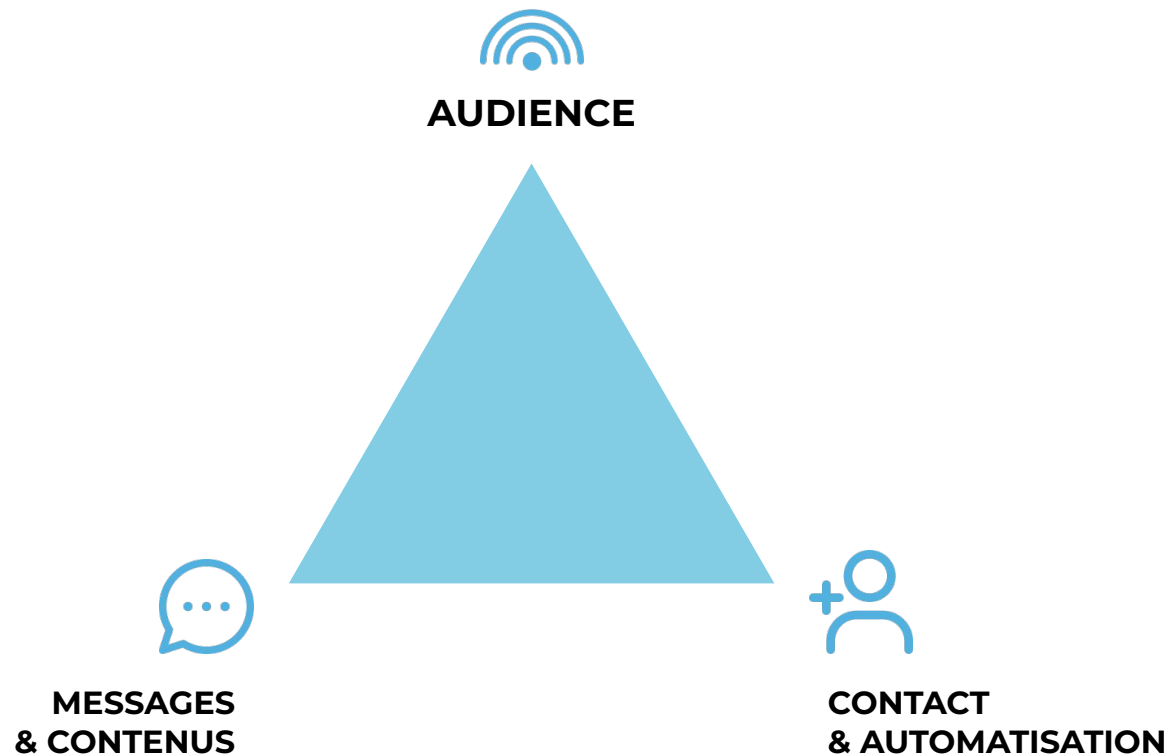 AUDIENCE
MESSAGES
& CONTENUS
CONTACT
& AUTOMATISATION